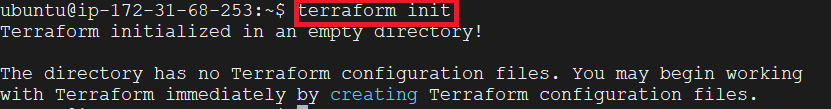 ubuntu@ip-172-31-68-253:~$ terraform init
Terraform initialized in an empty directory!
The directory has no Terraform configuration files. You may begin working
with Terraform immediately by creating Terraform configuration files.